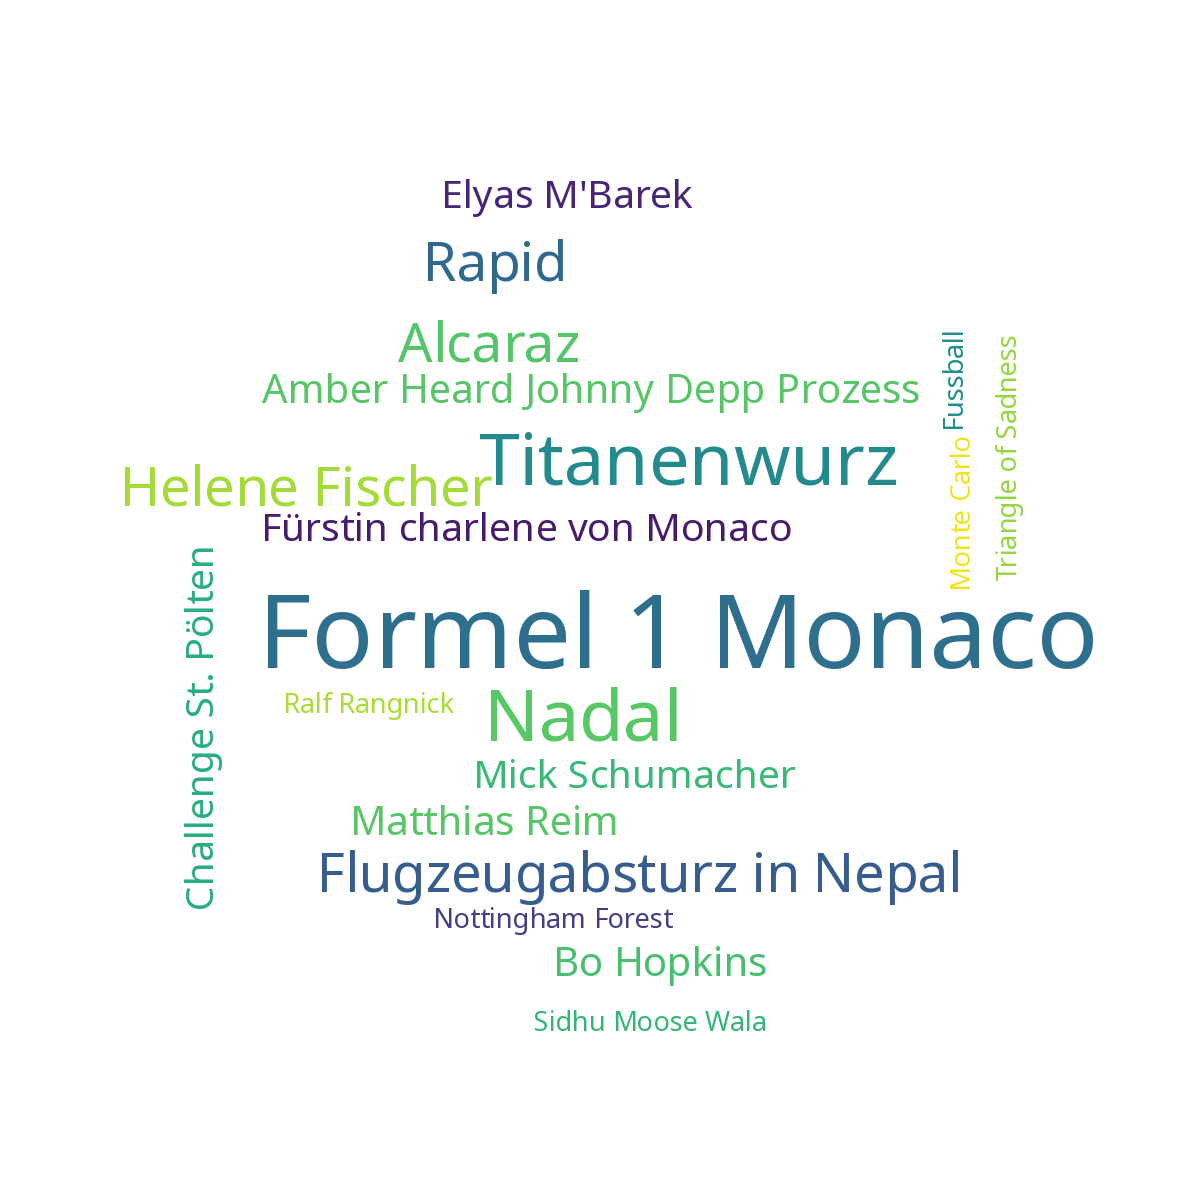 Elyas M'Barek
Rapid
Alcaraz
Amber Heard Johnny Depp Prozess
Fussball
Triangle of Sadness
Titanenwurz
Monte Carlo
Helene Fischer
Fürstin charlene von Monaco
Challenge St. Pölten
Formel 1 Monaco
Ralf Rangnick
Nadal
Mick Schumacher
Matthias Reim
Flugzeugabsturz in Nepal
Nottingham Forest
Bo Hopkins
Sidhu Moose Wala